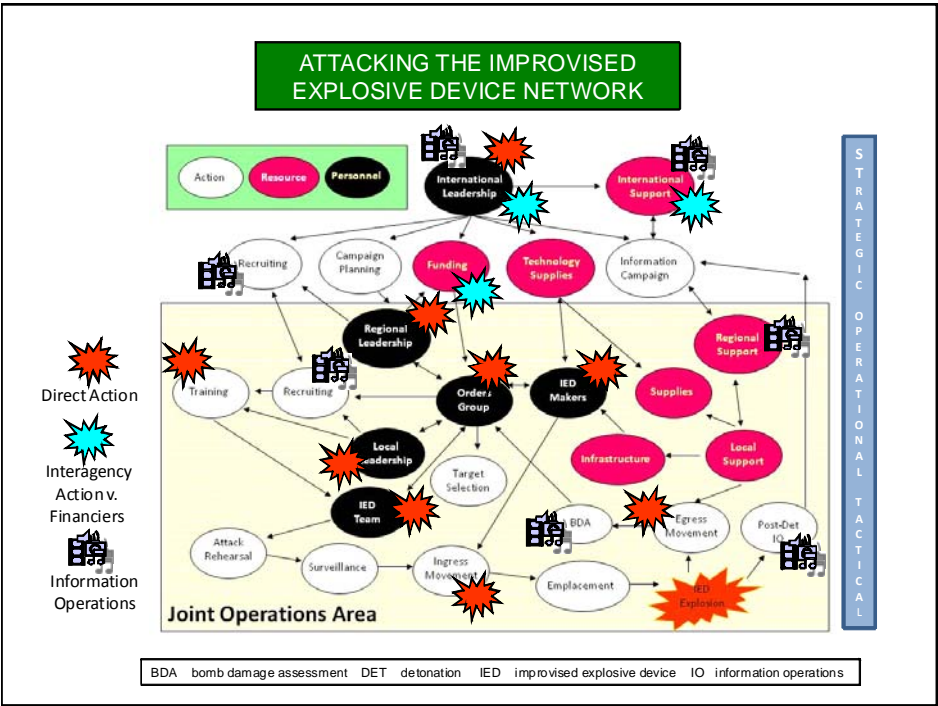 ATTACKING THE IMPROVISED
EXPLOSIVE DEVICE NETWORK
Action
Resource
Personnel
International
Leadership
International
Support
Recruiting
Campaign
Planning
Funding
Technology
Supplies
Information
Campaign
Regional
Leadership
Regional
Support
Training
Recruiting
Orders
Group
IED
Makers
Supplies
Local
Leadership
Target
Selection
Infrastructure
Local
Support
IED
Team
BDA
Egress
Movement
Post-Det
IO
Attack
Rehearsal
Surveillance
Ingress
Movement
Emplacement
IED
Explosion
Joint Operations Area
Direct Action
Interagency
Action v.
Financiers
Information
Operations
STRATEGIC OPERATIONAL TACTICAL
BDA bomb damage assessment DET detonation IED improvised explosive device IO information operations